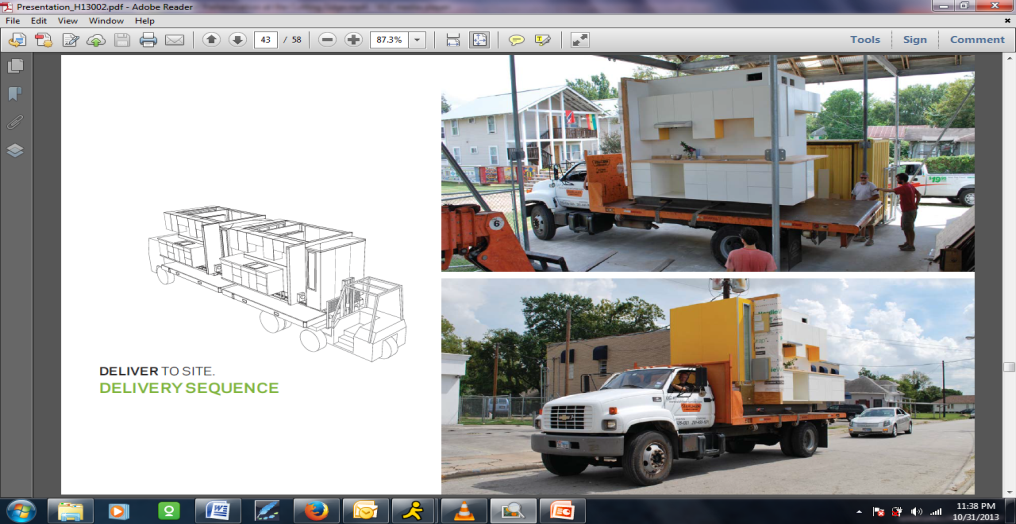 Presentation_H13002.pdf - Adobe Reader
File Edit View Window Help
43 / 58 87.3% Tools Sign Comment
DELIVER TO SITE.
DELIVERY SEQUENCE
6
11:38 PM
10/31/2013